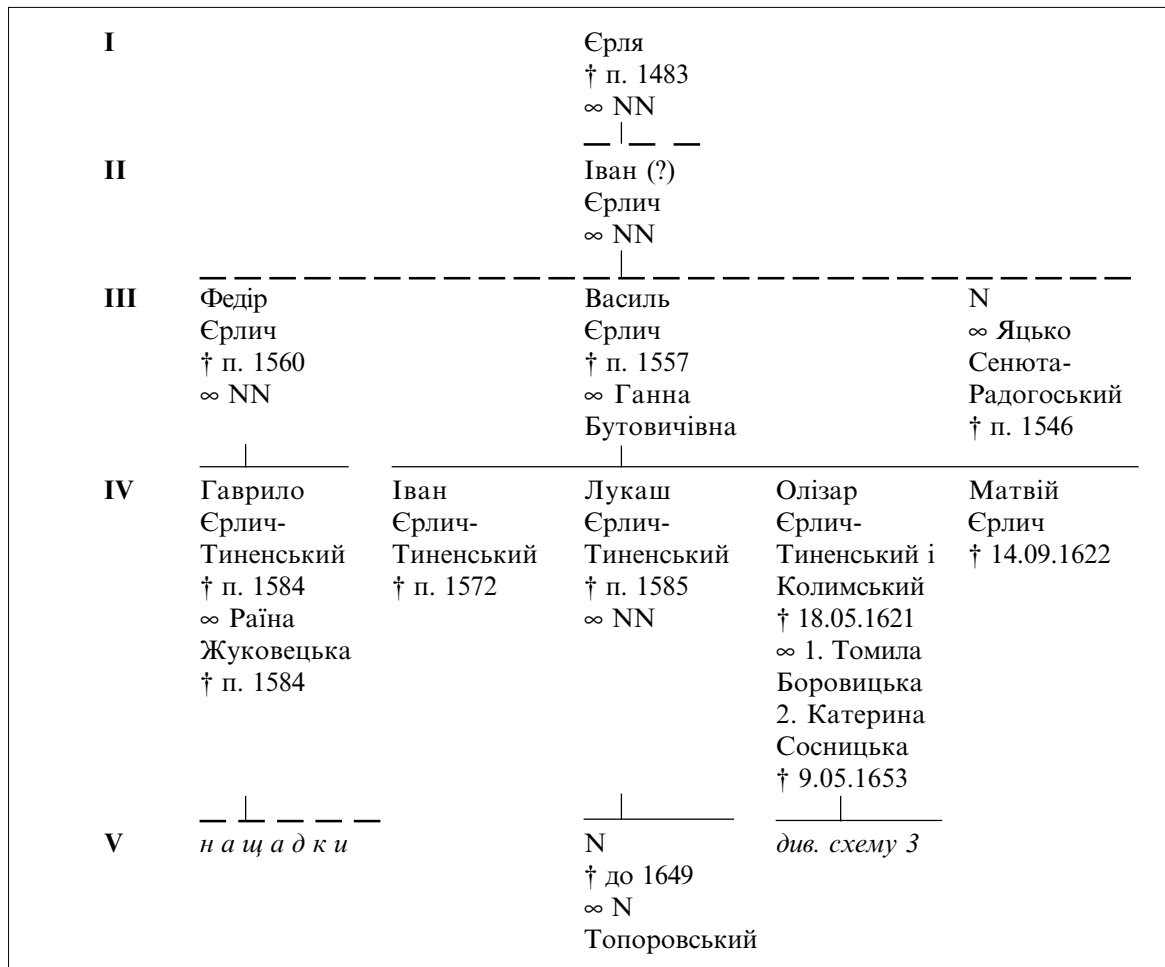 I
Єрля
† п. 1483
∞ NN
II
Іван (?)
Єрлич
∞ NN
III
Федір
Єрлич
† п. 1560
∞ NN
Василь
Єрлич
† п. 1557
∞ Ганна
Бутовичівна
N
∞ Яцько
Сенюта-
Радогоський
† п. 1546
IV
Гаврило
Єрлич-
Тиненський
† п. 1584
∞ Раїна
Жуковецька
† п. 1584
Іван
Єрлич-
Тиненський
† п. 1572
Лукаш
Єрлич-
Тиненський
† п. 1585
∞ NN
Олізар
Єрлич-
Тиненський і
Колимський
† 18.05.1621
∞ 1. Томила
Боровицька
2. Катерина
Сосницька
† 9.05.1653
Матвій
Єрлич
† 14.09.1622
V
нащадки
N
† до 1649
∞ N
Топоровський
див. схему 3